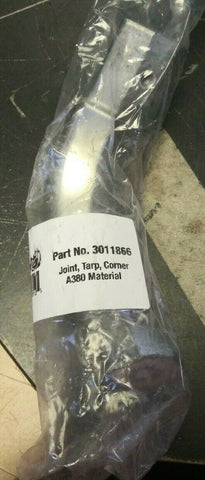 Part No. 3011866
Joint, Tarp, Corner
A380 Material